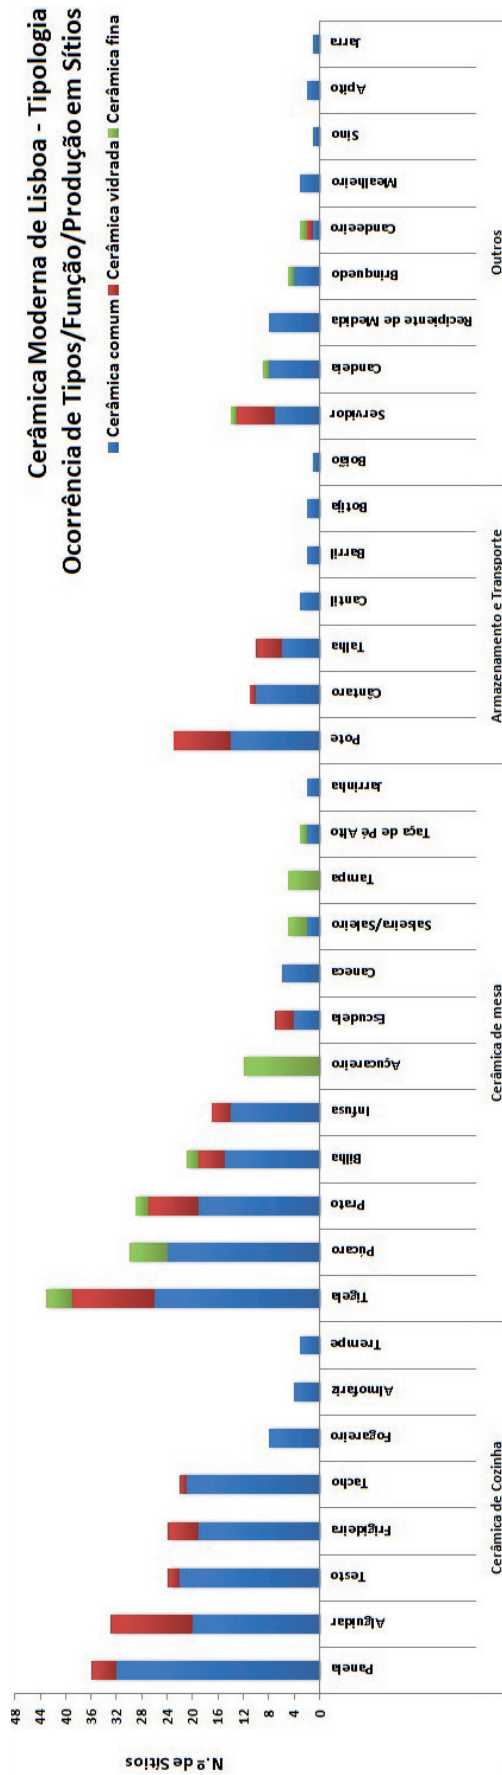 Cerâmica Moderna de Lisboa - Tipologia
Ocorrência de Tipos/Função/Produção em Sítios
Cerâmica comum Cerâmica vidrada Cerâmica fina
N.º de Sítios
48
44
40
36
32
28
24
20
16
12
8
4
0
Panela
Alguidar
Testo
Frigideira
Tacho
Fogareiro
Almofariz
Trempe
Tigela
Púcaro
Prato
Bilha
Infusa
Açucareiro
Escudela
Caneca
Salseira/Saleiro
Tampa
Taça de Pé Alto
Jarrinha
Pote
Cântaro
Talha
Cantil
Barril
Botija
Boião
Servidor
Candeia
Recipiente de Medida
Brinquedo
Candeeiro
Mealheiro
Sino
Apito
Jarra
Cerâmica de Cozinha
Cerâmica de mesa
Armazenamento e Transporte
Outros